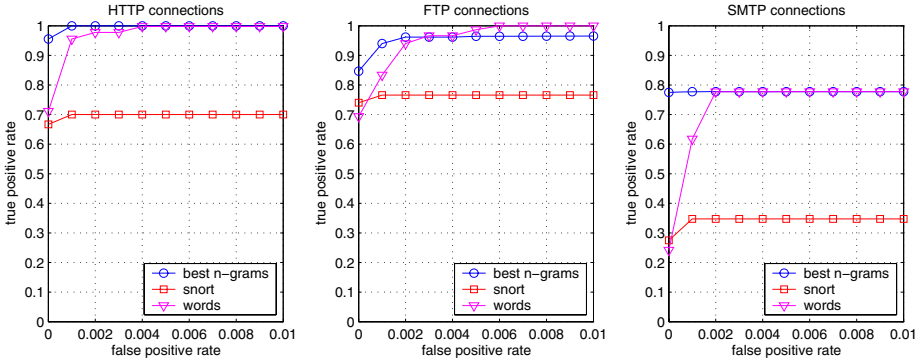 HTTP connections
1
0.9
0.8
0.7
0.6
0.5
0.4
0.3
0.2
0.1
0
true positive rate
best n-grams
snort
words
0 0.002 0.004 0.006 0.008 0.01
false positive rate
FTP connections
1
0.9
0.8
0.7
0.6
0.5
0.4
0.3
0.2
0.1
0
true positive rate
best n-grams
snort
words
0 0.002 0.004 0.006 0.008 0.01
false positive rate
SMTP connections
1
0.9
0.8
0.7
0.6
0.5
0.4
0.3
0.2
0.1
0
true positive rate
best n-grams
snort
words
0 0.002 0.004 0.006 0.008 0.01
false positive rate